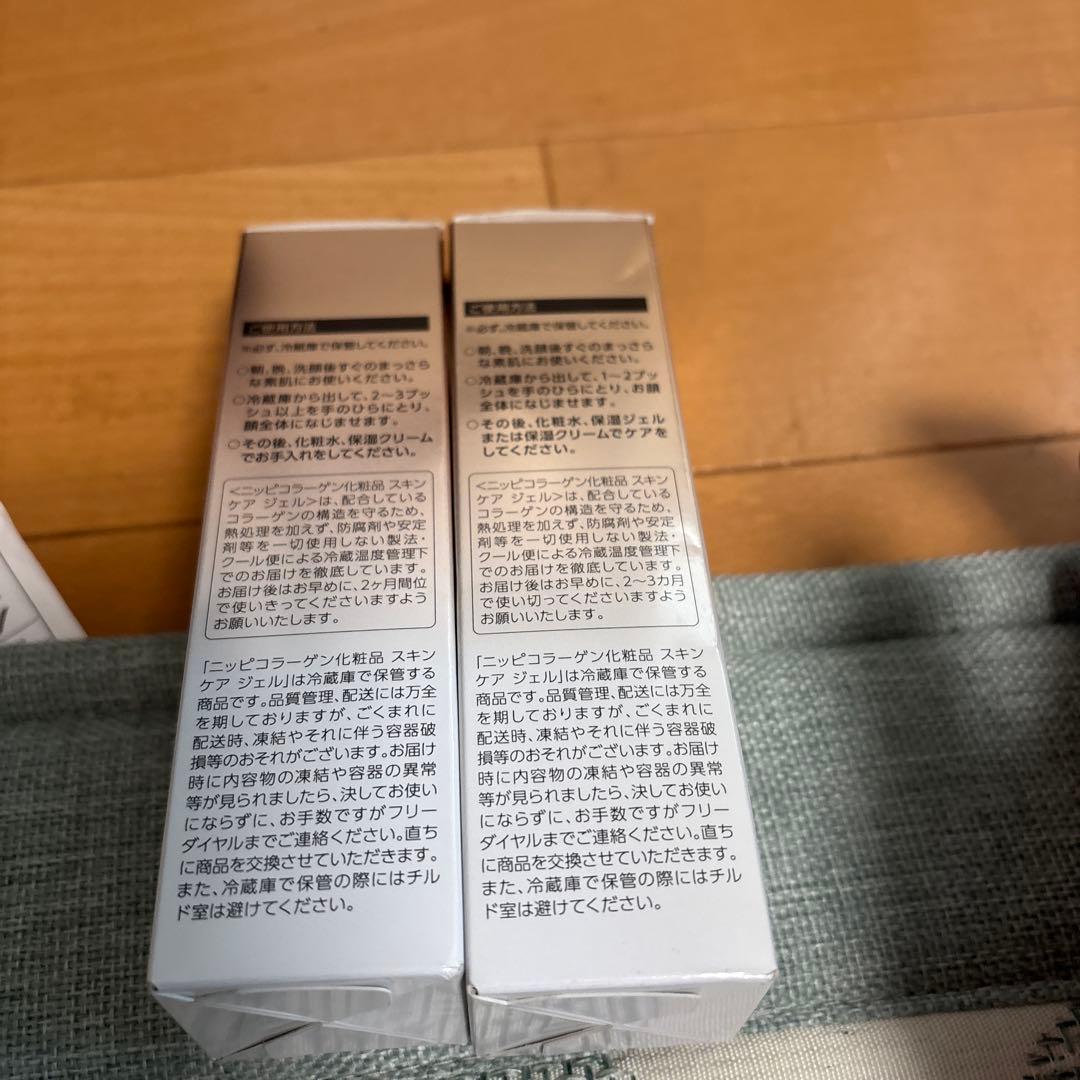 ご使用方法
※必ず、冷蔵庫で保管してください。
○朝、晩、洗顔後すぐのまっさら
な素肌にお使いください。
○冷蔵庫から出して、2~3プッ
シュ以上を手のひらにとり、
顔全体になじませます。
○その後、化粧水、保湿クリーム
でお手入れをしてください。
<ニッピコラーゲン化粧品 スキン
ケア ジェル>は、配合している
コラーゲンの構造を守るため、
熱処理を加えず、防腐剤や安定
剤等を一切使用しない製法・
クール便による冷蔵温度管理下
でのお届けを徹底しています。
お届け後はお早めに、2ヶ月間位
で使いきってくださいますよう
お願いいたします。
「ニッピコラーゲン化粧品 スキン
ケア ジェル」は冷蔵庫で保管する
商品です。品質管理、配送には万全
を期しておりますが、ごくまれに
配送時、凍結やそれに伴う容器破
損等のおそれがございます。お届け
時に内容物の凍結や容器の異常
等が見られましたら、決してお使い
にならずに、お手数ですがフリー
ダイヤルまでご連絡ください。直ち
に商品を交換させていただきます。
また、冷蔵庫で保管の際にはチル
ド室は避けてください。
ご使用方法
※必ず、冷蔵庫で保管してください。
○朝、晩、洗顔後すぐのまっさら
な素肌にお使いください。
○冷蔵庫から出して、1~2プッ
シュを手のひらにとり、お顔
全体になじませます。
○その後、化粧水、保湿ジェル
または保湿クリームでケアを
してください。
<ニッピコラーゲン化粧品 スキン
ケア ジェル>は、配合している
コラーゲンの構造を守るため、
熱処理を加えず、防腐剤や安定
剤等を一切使用しない製法・
クール便による冷蔵温度管理下
でのお届けを徹底しています。
お届け後はお早めに、2~3カ月
で使い切ってくださいますよう
お願いいたします。
「ニッピコラーゲン化粧品 スキン
ケア ジェル」は冷蔵庫で保管する
商品です。品質管理、配送には万全
を期しておりますが、ごくまれに
配送時、凍結やそれに伴う容器破
損等のおそれがございます。お届け
時に内容物の凍結や容器の異常
等が見られましたら、決してお使い
にならずに、お手数ですがフリー
ダイヤルまでご連絡ください。直ち
に商品を交換させていただきます。
また、冷蔵庫で保管の際にはチル
ド室は避けてください。